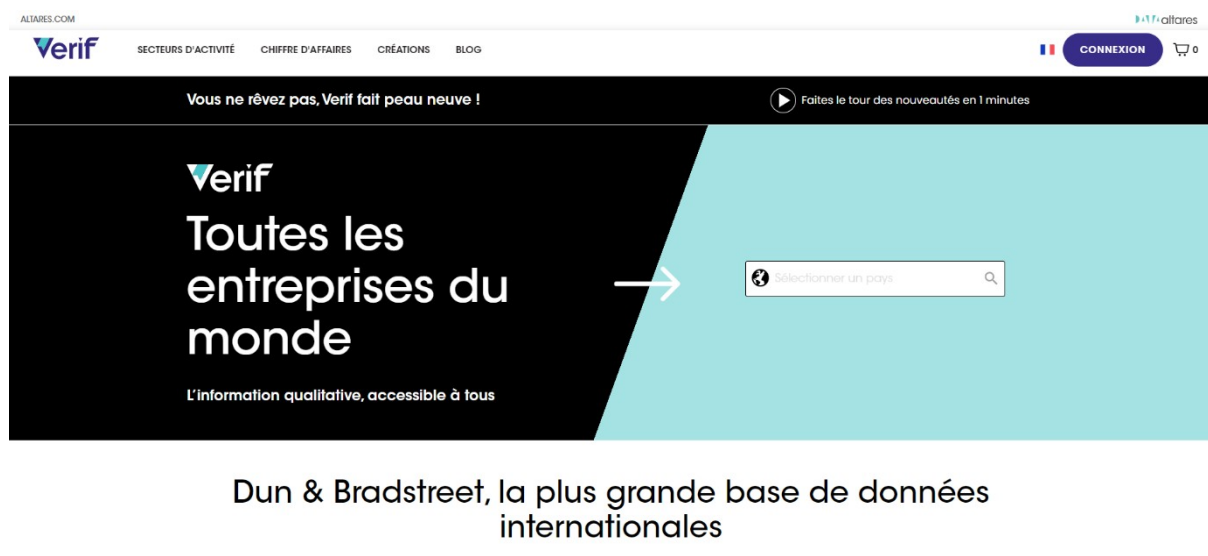 ALTARES.COM
altares
Verif
SECTEURS D'ACTIVITÉ CHIFFRE D'AFFAIRES CRÉATIONS BLOG
CONNEXION
0
Vous ne rêvez pas, Verif fait peau neuve !
Faites le tour des nouveautés en 1 minutes
Verif
Toutes les
entreprises du
monde
Sélectionner un pays
L'information qualitative, accessible à tous
Dun & Bradstreet, la plus grande base de données
internationales